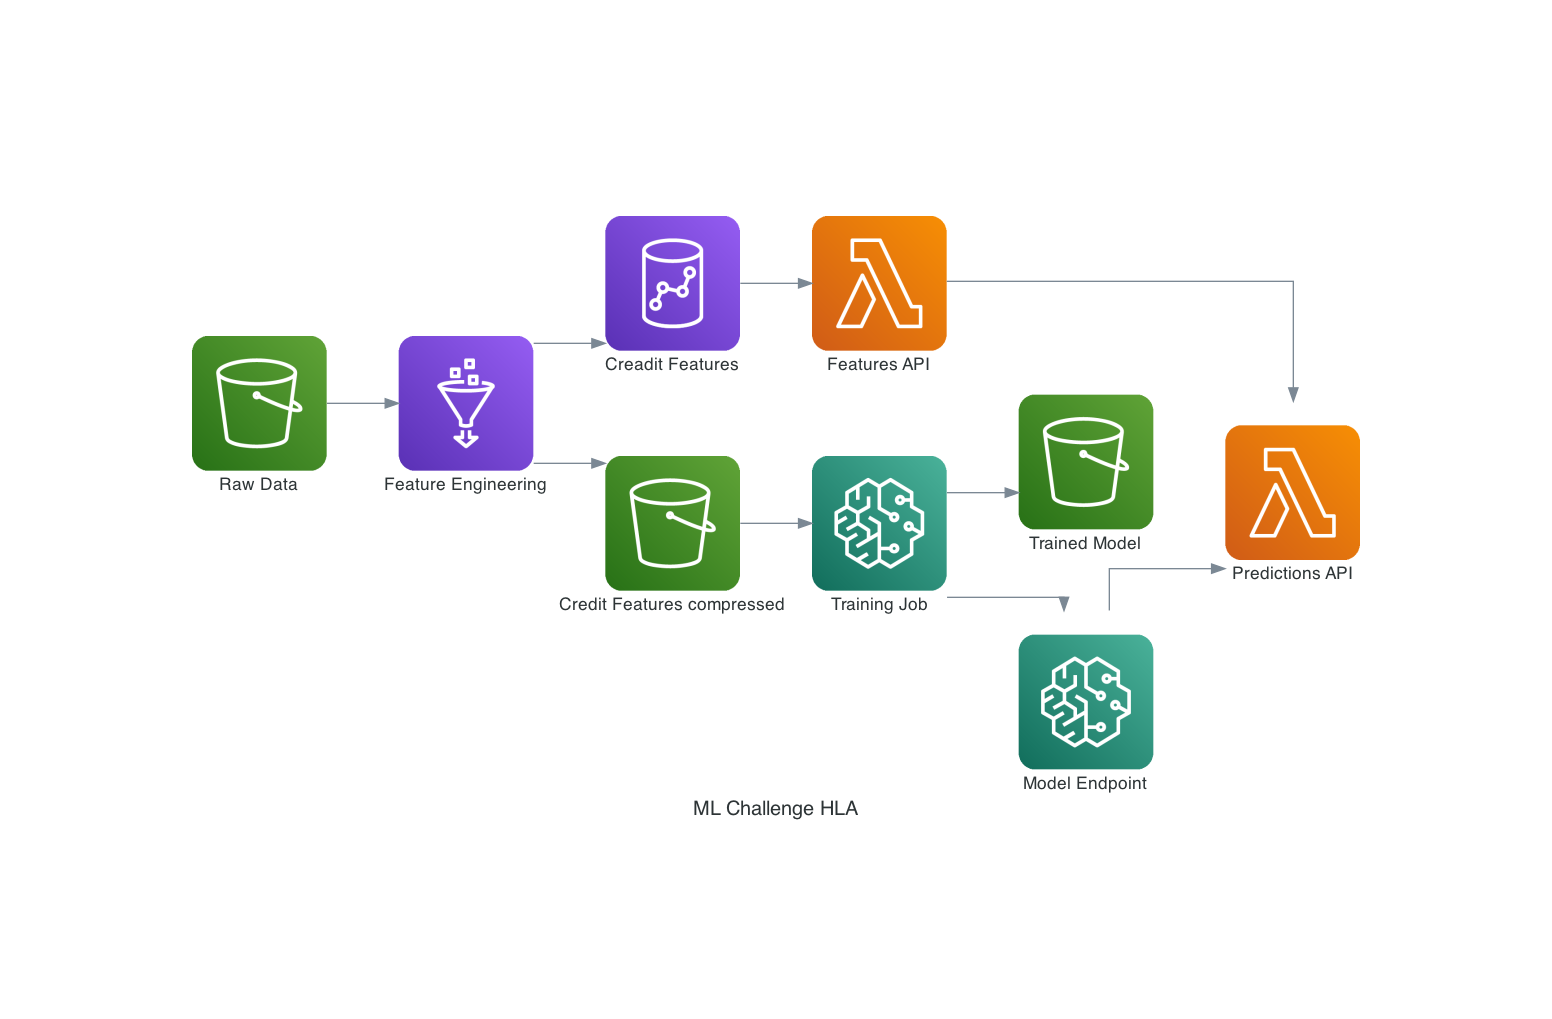 Raw Data
Feature Engineering
Creadit Features
Features API
Credit Features compressed
Training Job
Trained Model
Model Endpoint
Predictions API
ML Challenge HLA